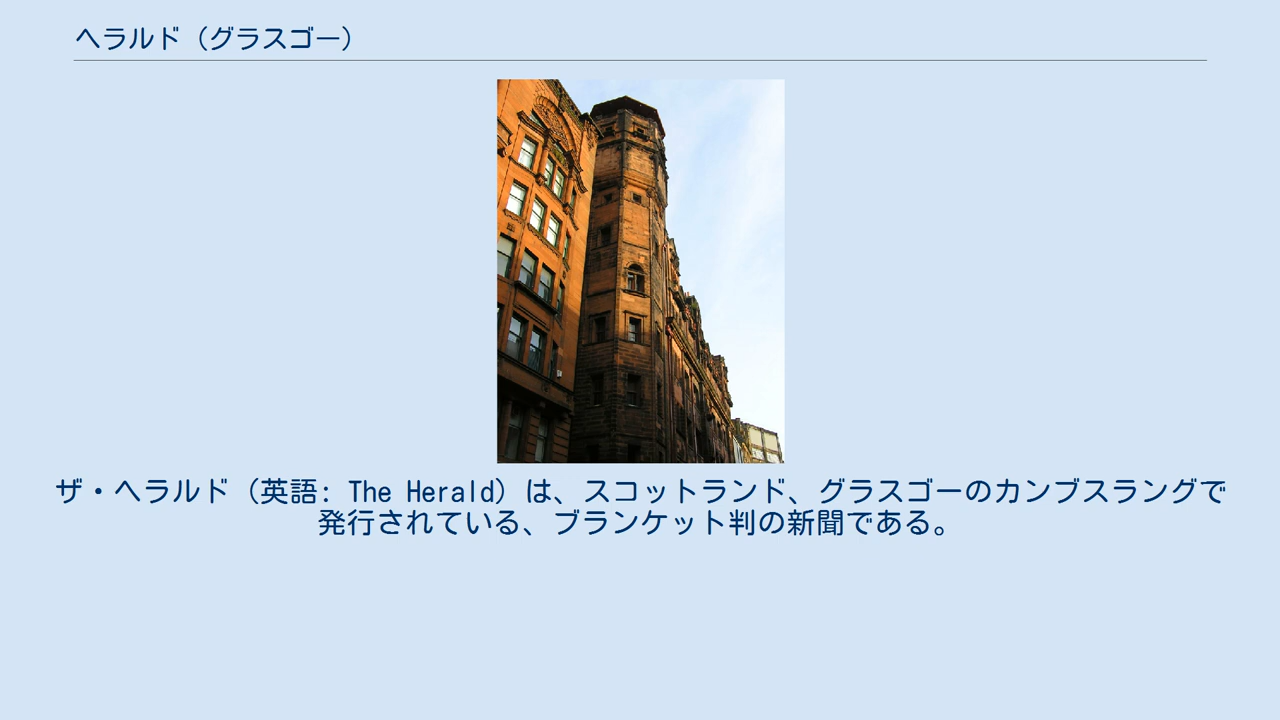 ヘラルド（グラスゴー）
ザ・ヘラルド（英語: The Herald）は、スコットランド、グラスゴーのカンブスラングで
発行されている、ブランケット判の新聞である。